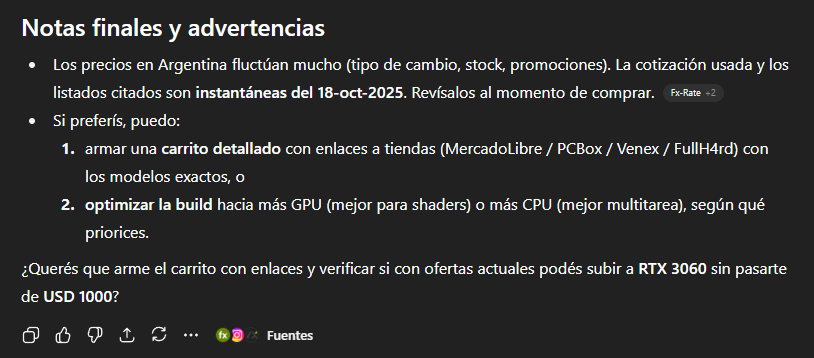 Notas finales y advertencias
• Los precios en Argentina fluctúan mucho (tipo de cambio, stock, promociones). La cotización usada y los
listados citados son instantáneas del 18-oct-2025. Revísalos al momento de comprar. Fx-Rate +2
• Si preferís, puedo:
1. armar una carrito detallado con enlaces a tiendas (MercadoLibre / PCBox / Venex / FullH4rd) con
los modelos exactos, o
2. optimizar la build hacia más GPU (mejor para shaders) o más CPU (mejor multitarea), según qué
priorices.
¿Querés que arme el carrito con enlaces y verificar si con ofertas actuales podés subir a RTX 3060 sin pasarte
de USD 1000?
fx Fuentes